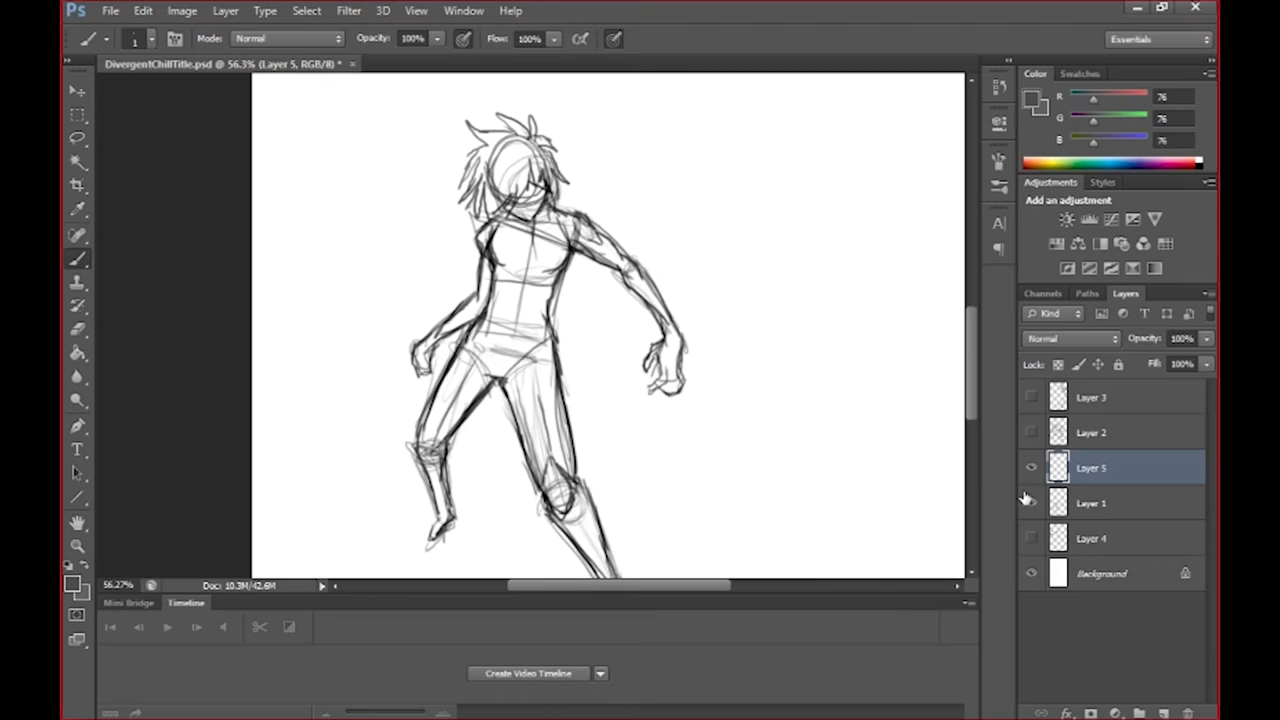 Ps File Edit Image Layer Type Select Filter 3D View Window Help
1 Mode: Normal Opacity: 100% Flow: 100% Essentials
DivergentChillTitle.psd @ 56.3% (Layer 5, RGB/8) * ×
Color Swatches
R 76
G 76
B 76
Adjustments Styles
Add an adjustment
Channels Paths Layers
Kind
Normal Opacity: 100%
Lock: Fill: 100%
Layer 3
Layer 2
Layer 5
Layer 1
Layer 4
Background
56.27% Doc: 10.3M/42.6M
Mini Bridge Timeline
Create Video Timeline